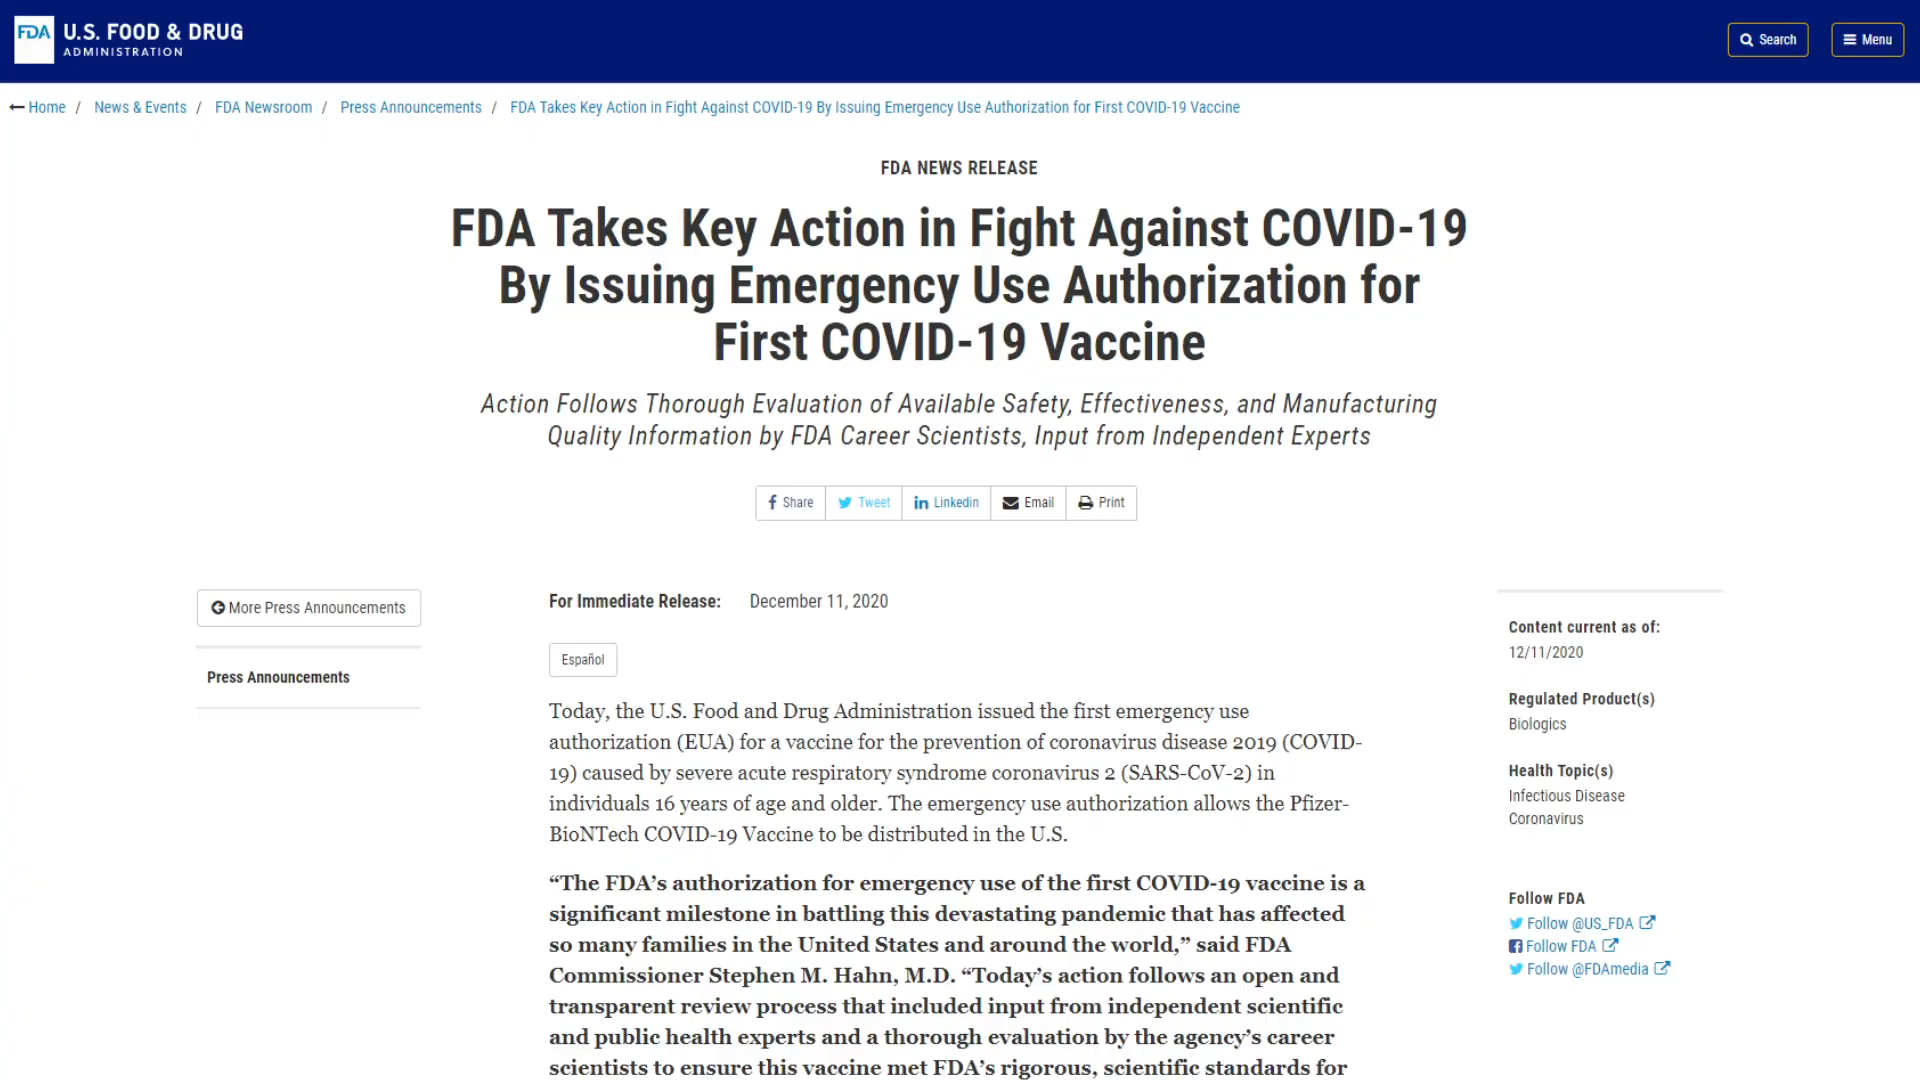 FDA U.S. FOOD & DRUG
ADMINISTRATION
Search
Menu
Home / News & Events / FDA Newsroom / Press Announcements / FDA Takes Key Action in Fight Against COVID-19 By Issuing Emergency Use Authorization for First COVID-19 Vaccine
FDA NEWS RELEASE
FDA Takes Key Action in Fight Against COVID-19
By Issuing Emergency Use Authorization for
First COVID-19 Vaccine
Action Follows Thorough Evaluation of Available Safety, Effectiveness, and Manufacturing
Quality Information by FDA Career Scientists, Input from Independent Experts
Share
Tweet
Linkedin
Email
Print
More Press Announcements
Press Announcements
For Immediate Release: December 11, 2020
Español
Today, the U.S. Food and Drug Administration issued the first emergency use
authorization (EUA) for a vaccine for the prevention of coronavirus disease 2019 (COVID-
19) caused by severe acute respiratory syndrome coronavirus 2 (SARS-CoV-2) in
individuals 16 years of age and older. The emergency use authorization allows the Pfizer-
BioNTech COVID-19 Vaccine to be distributed in the U.S.
“The FDA’s authorization for emergency use of the first COVID-19 vaccine is a
significant milestone in battling this devastating pandemic that has affected
so many families in the United States and around the world,” said FDA
Commissioner Stephen M. Hahn, M.D. “Today’s action follows an open and
transparent review process that included input from independent scientific
and public health experts and a thorough evaluation by the agency’s career
scientists to ensure this vaccine met FDA’s rigorous, scientific standards for
Content current as of:
12/11/2020
Regulated Product(s)
Biologics
Health Topic(s)
Infectious Disease
Coronavirus
Follow FDA
Follow @US_FDA
Follow FDA
Follow @FDAmedia